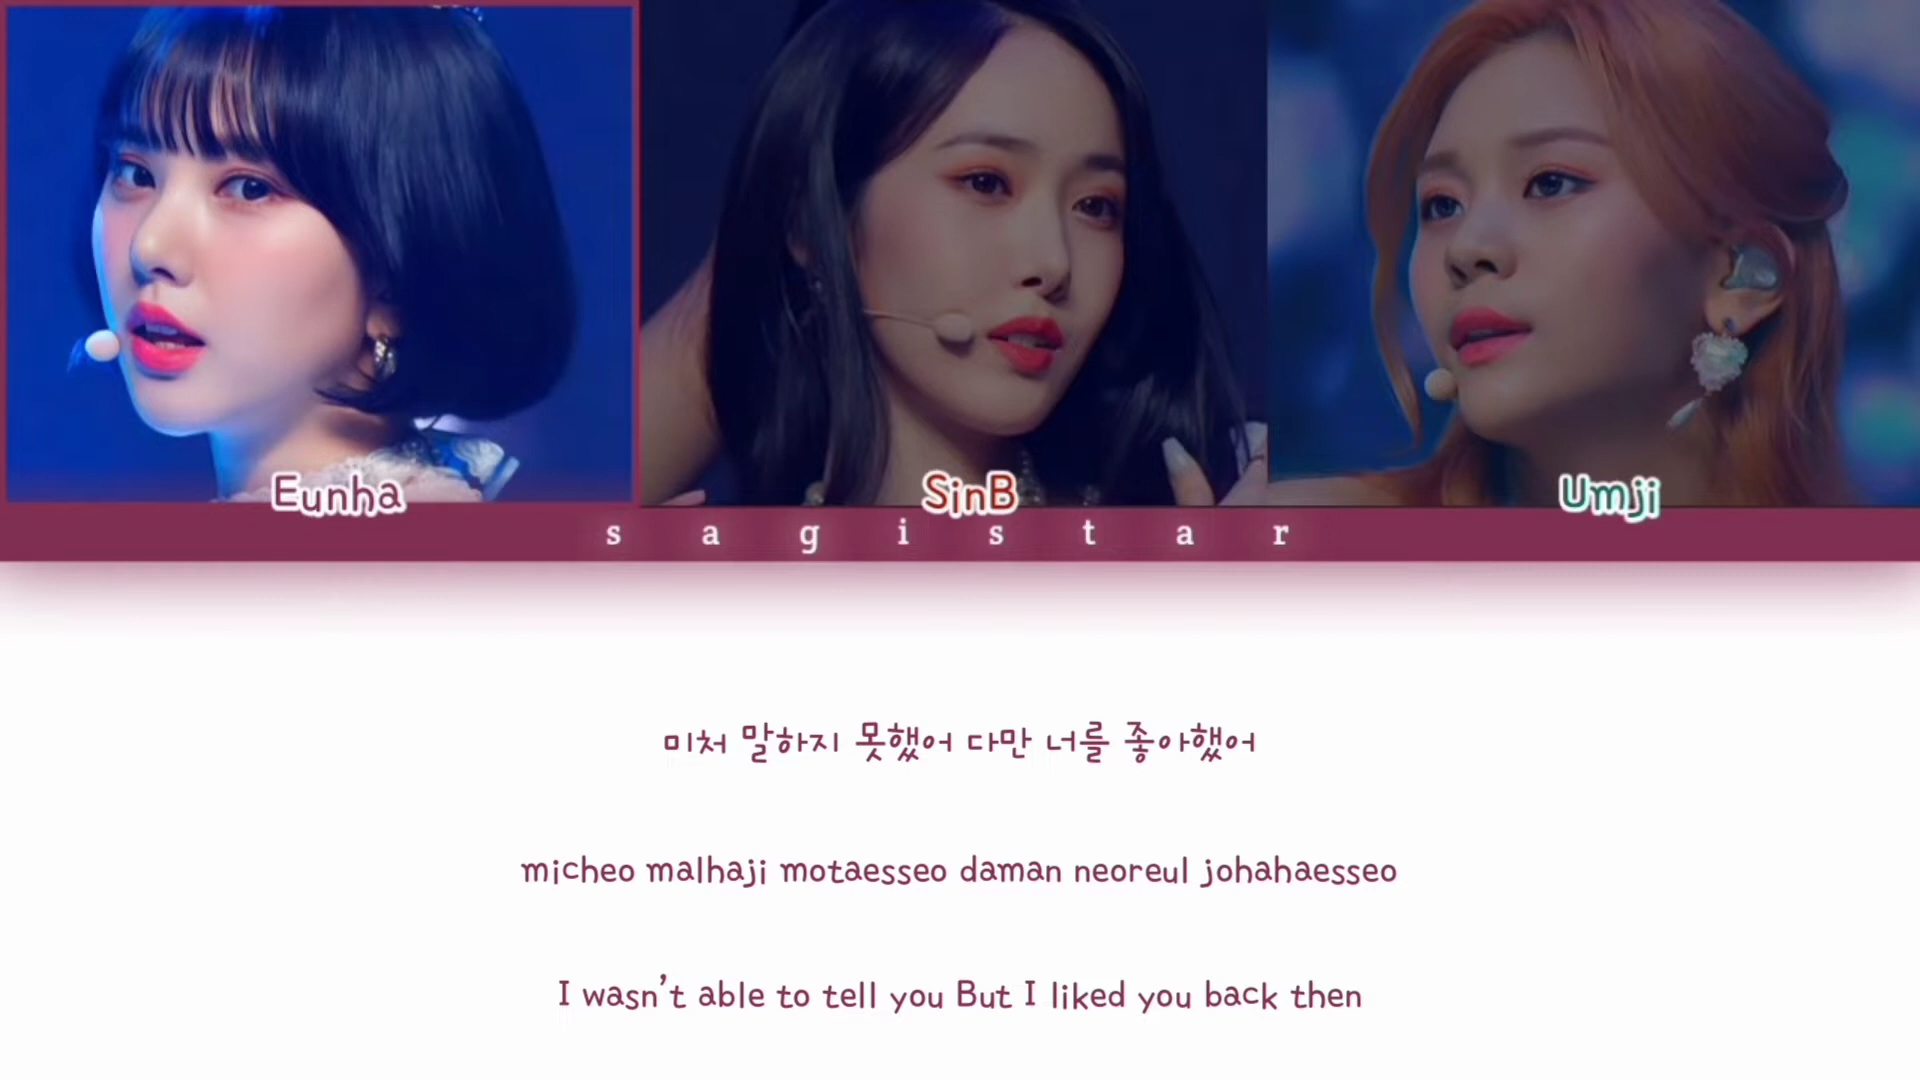 Eunha SinB Umji
sagistar
미처 말하지 못했어 다만 너를 좋아했어
micheo malhaji motaesseo daman neoreul johahaesseo
I wasn't able to tell you But I liked you back then